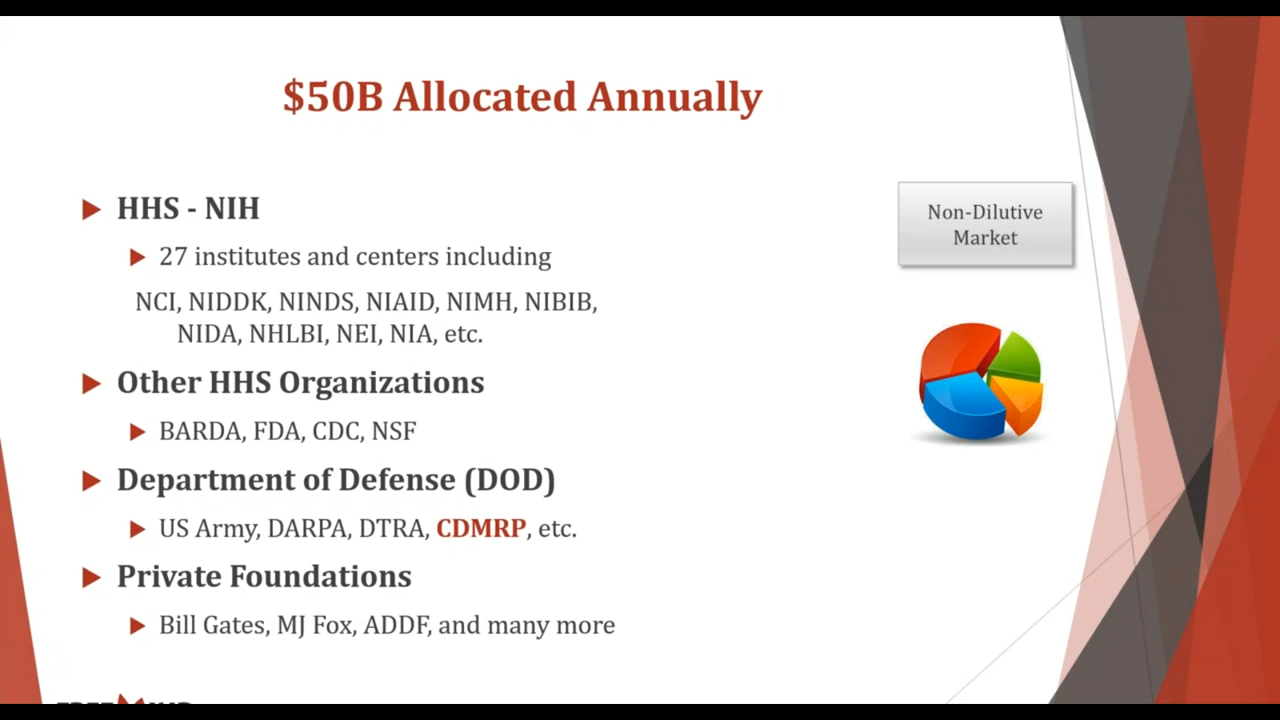 $50B Allocated Annually
HHS - NIH
27 institutes and centers including
NCI, NIDDK, NINDS, NIAID, NIMH, NIBIB,
NIDA, NHLBI, NEI, NIA, etc.
Other HHS Organizations
BARDA, FDA, CDC, NSF
Department of Defense (DOD)
US Army, DARPA, DTRA, CDMRP, etc.
Private Foundations
Bill Gates, MJ Fox, ADDF, and many more
Non-Dilutive
Market